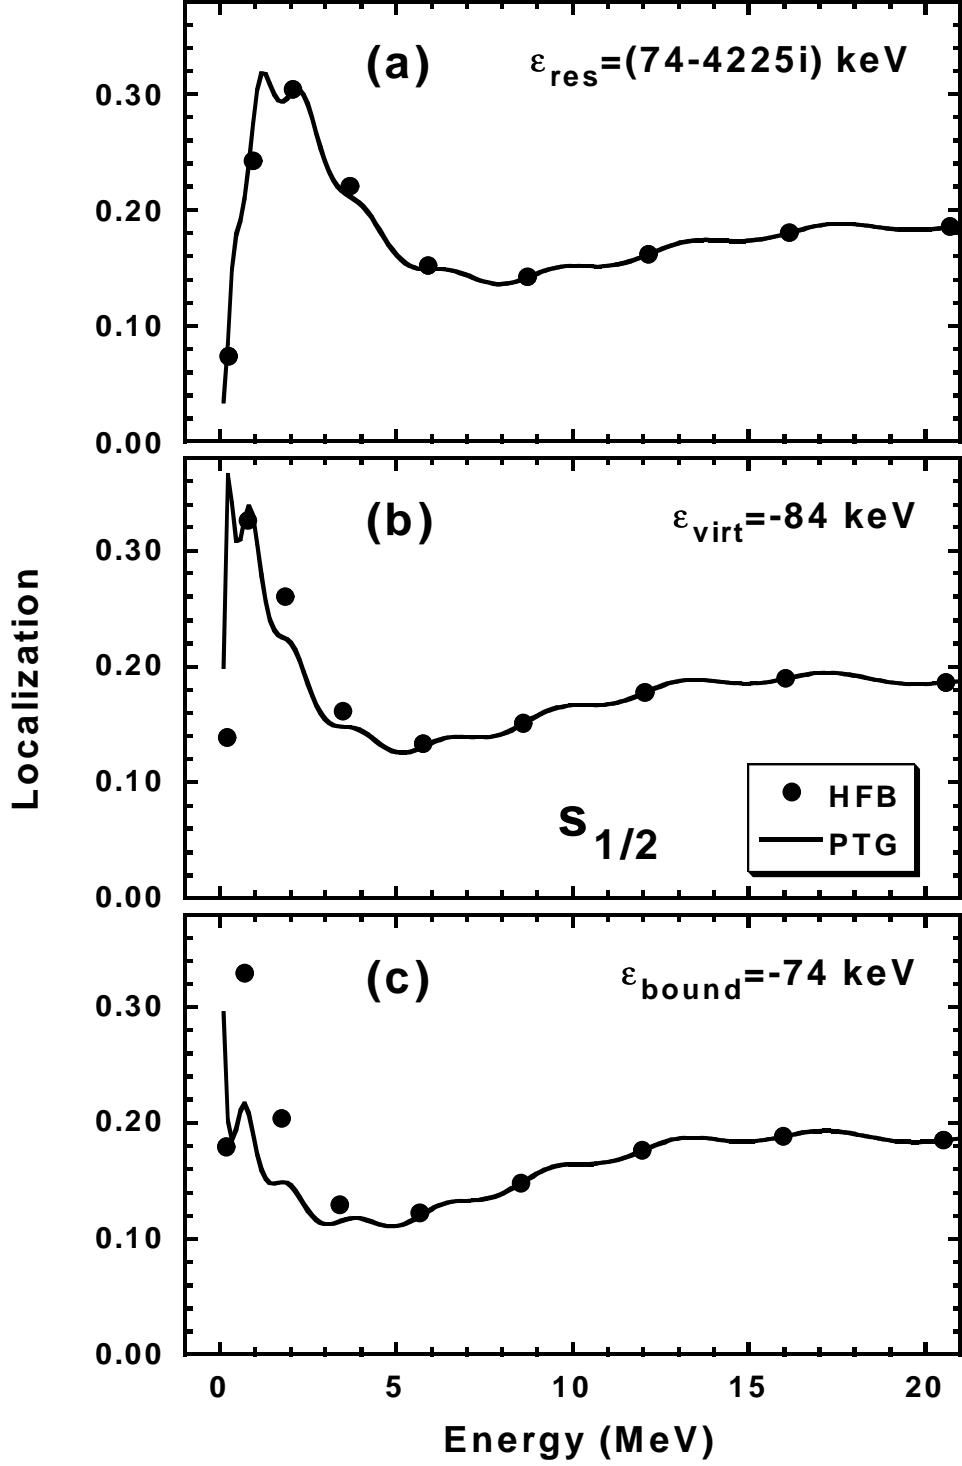 (a)
εres=(74-4225i) keV
0.30
0.20
0.10
0.00
(b)
εvirt=-84 keV
0.30
0.20
0.10
0.00
s1/2
HFB
PTG
Localization
(c)
εbound=-74 keV
0.30
0.20
0.10
0.00
0 5 10 15 20
Energy (MeV)